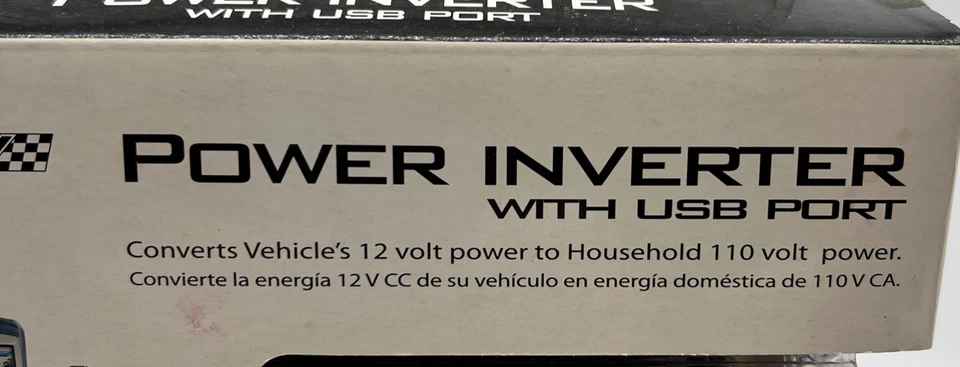 POWER INVERTER
WITH USB PORT
POWER INVERTER
WITH USB PORT
Converts Vehicle's 12 volt power to Household 110 volt power.
Convierte la energía 12 V CC de su vehículo en energía doméstica de 110 V CA.